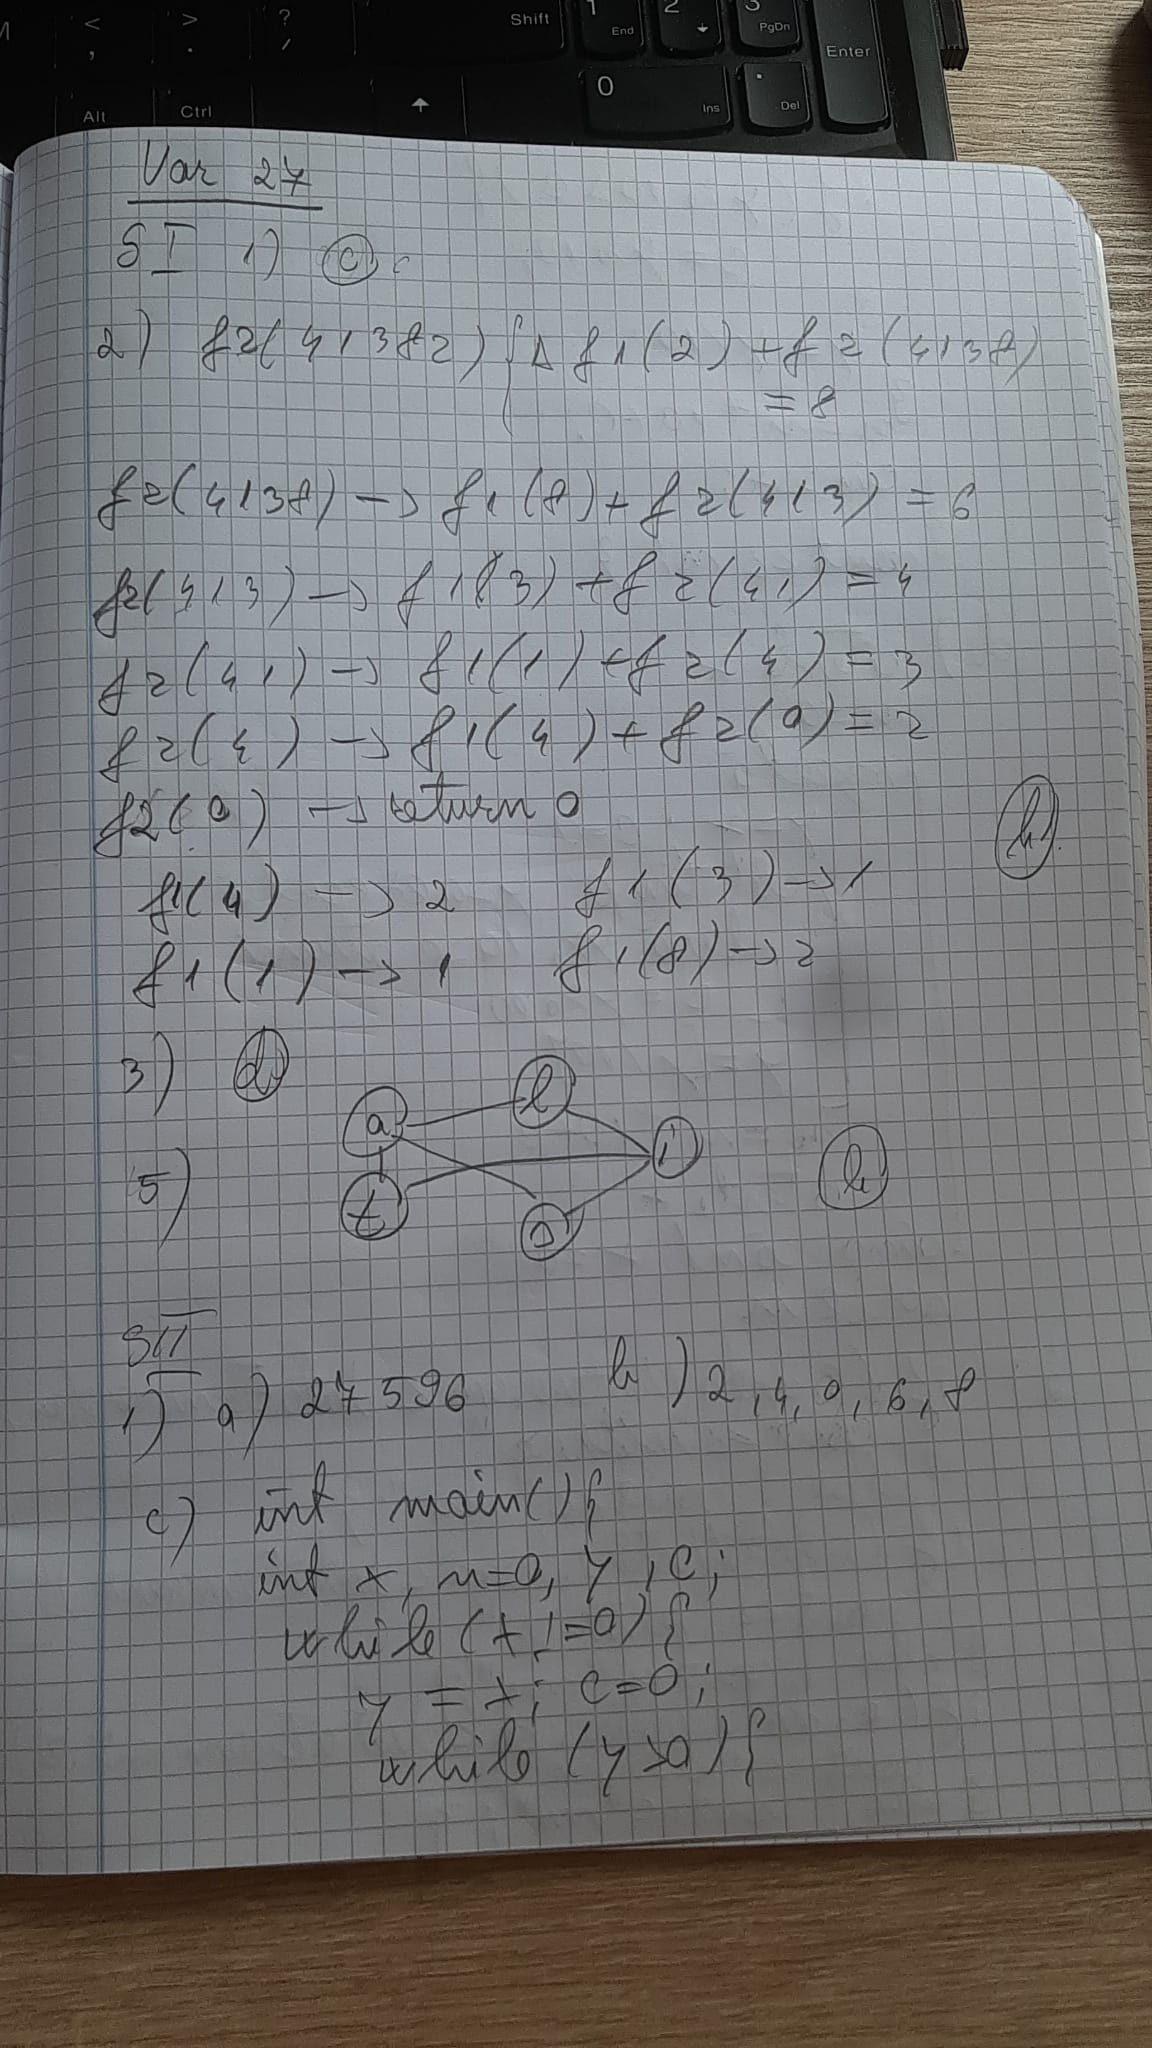 < , > . ? / Shift 1 End 2 3 PgDn Enter
Alt Ctrl 0 Ins . Del
Var 27
S I 1) c
2) f2(41382) f1(2) + f2(4138)
= 8
f2(4138) -> f1(8) + f2(413) = 6
f2(413) -> f1(3) + f2(41) = 4
f2(41) -> f1(1) + f2(4) = 3
f2(4) -> f1(4) + f2(0) = 2
f2(0) -> return 0
b
f1(4) -> 2 f1(3) -> 1
f1(1) -> 1 f1(8) -> 2
3) d
a l i
5) t o b
SII
1) a) 27596 b) 2, 4, 0, 6, 8
c) int main(){
int x, n=0, y, c;
while (x!=0){
y = x; c=0;
while (y>0){